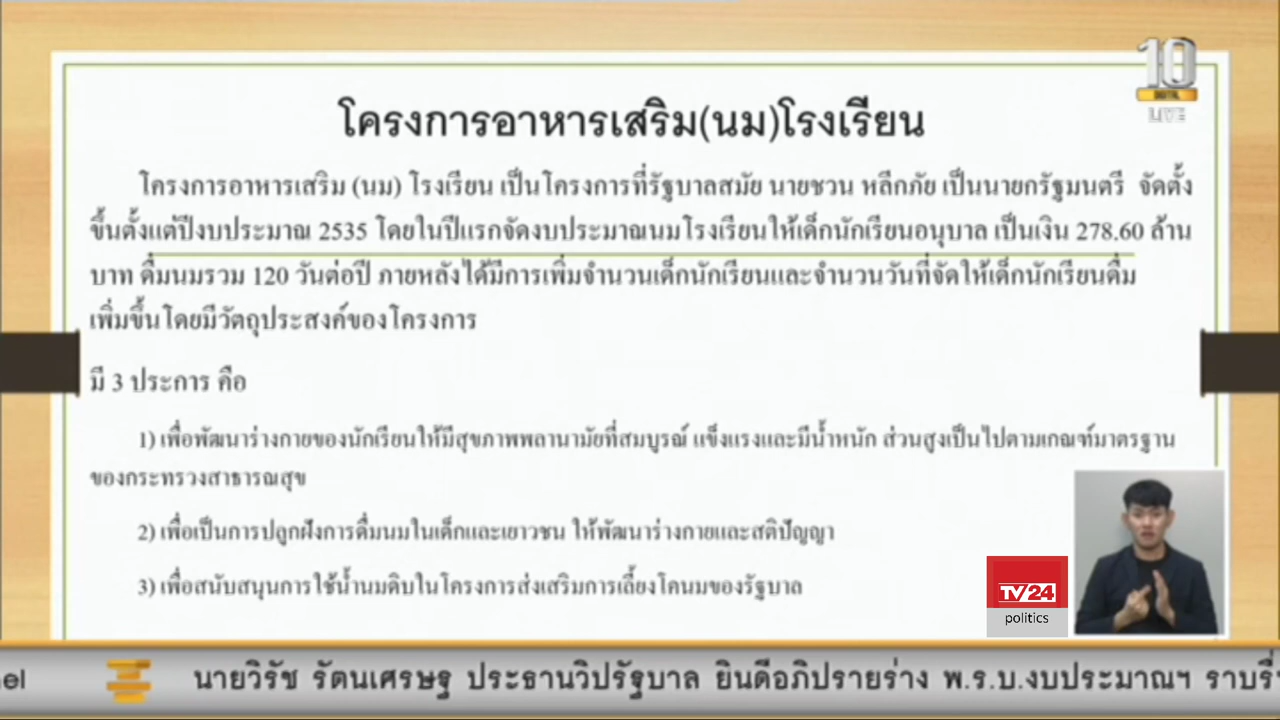 10
DIGITAL
LIVE
โครงการอาหารเสริม(นม)โรงเรียน
โครงการอาหารเสริม (นม) โรงเรียน เป็นโครงการที่รัฐบาลสมัย นายชวน หลีกภัย เป็นนายกรัฐมนตรี จัดตั้ง
ขึ้นตั้งแต่ปีงบประมาณ 2535 โดยในปีแรกจัดงบประมาณนมโรงเรียนให้เด็กนักเรียนอนุบาล เป็นเงิน 278.60 ล้าน
บาท ดื่มนมรวม 120 วันต่อปี ภายหลังได้มีการเพิ่มจำนวนเด็กนักเรียนและจำนวนวันที่จัดให้เด็กนักเรียนดื่ม
เพิ่มขึ้นโดยมีวัตถุประสงค์ของโครงการ
มี 3 ประการ คือ
1) เพื่อพัฒนาร่างกายของนักเรียนให้มีสุขภาพพลานามัยที่สมบูรณ์ แข็งแรงและมีน้ำหนัก ส่วนสูงเป็นไปตามเกณฑ์มาตรฐาน
ของกระทรวงสาธารณสุข
2) เพื่อเป็นการปลูกฝังการดื่มนมในเด็กและเยาวชน ให้พัฒนาร่างกายและสติปัญญา
3) เพื่อสนับสนุนการใช้น้ำนมดิบในโครงการส่งเสริมการเลี้ยงโคนมของรัฐบาล
TV24
politics
นายวิรัช รัตนเศรษฐ ประธานวิปรัฐบาล ยินดีอภิปรายร่าง พ.ร.บ.งบประมาณฯ